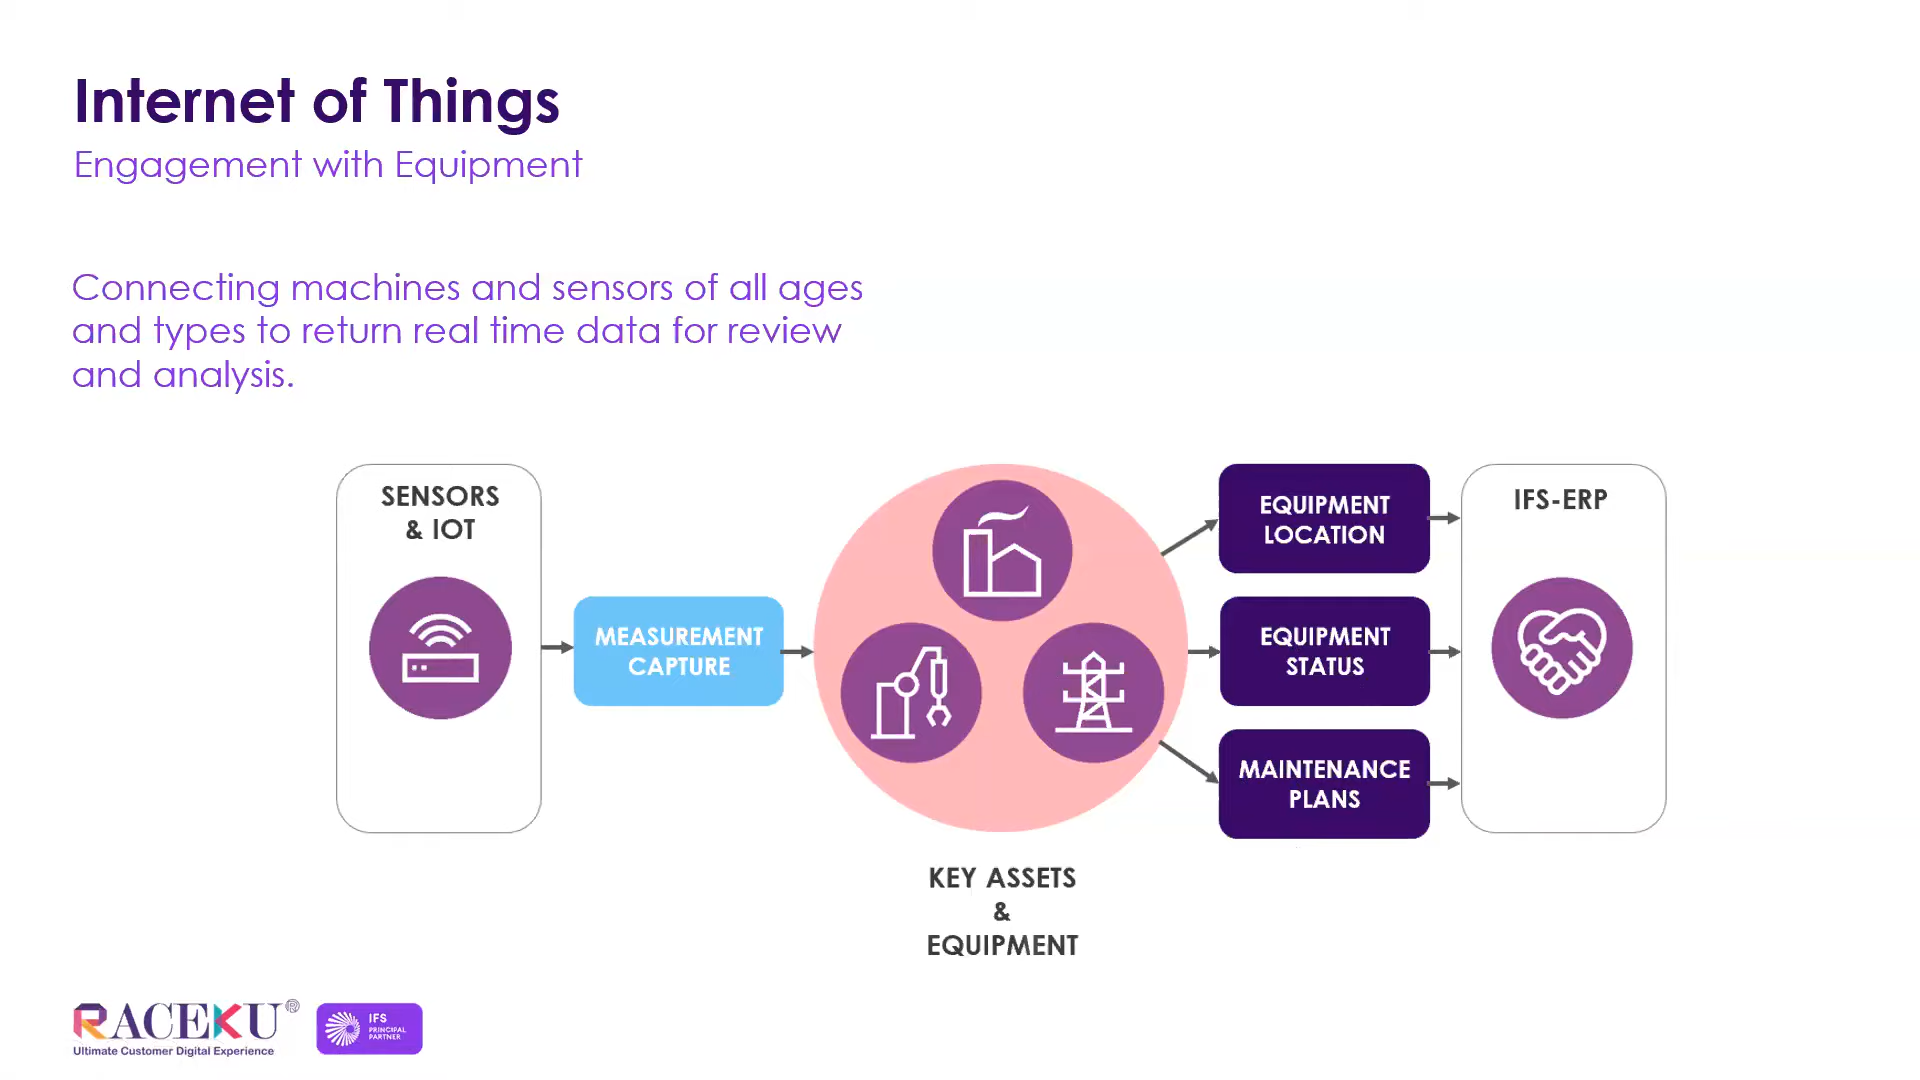 Internet of Things
Engagement with Equipment
Connecting machines and sensors of all ages
and types to return real time data for review
and analysis.
SENSORS
& IOT
MEASUREMENT
CAPTURE
KEY ASSETS
&
EQUIPMENT
EQUIPMENT
LOCATION
EQUIPMENT
STATUS
MAINTENANCE
PLANS
IFS-ERP
RACEKU®
Ultimate Customer Digital Experience
IFS
PRINCIPAL
PARTNER